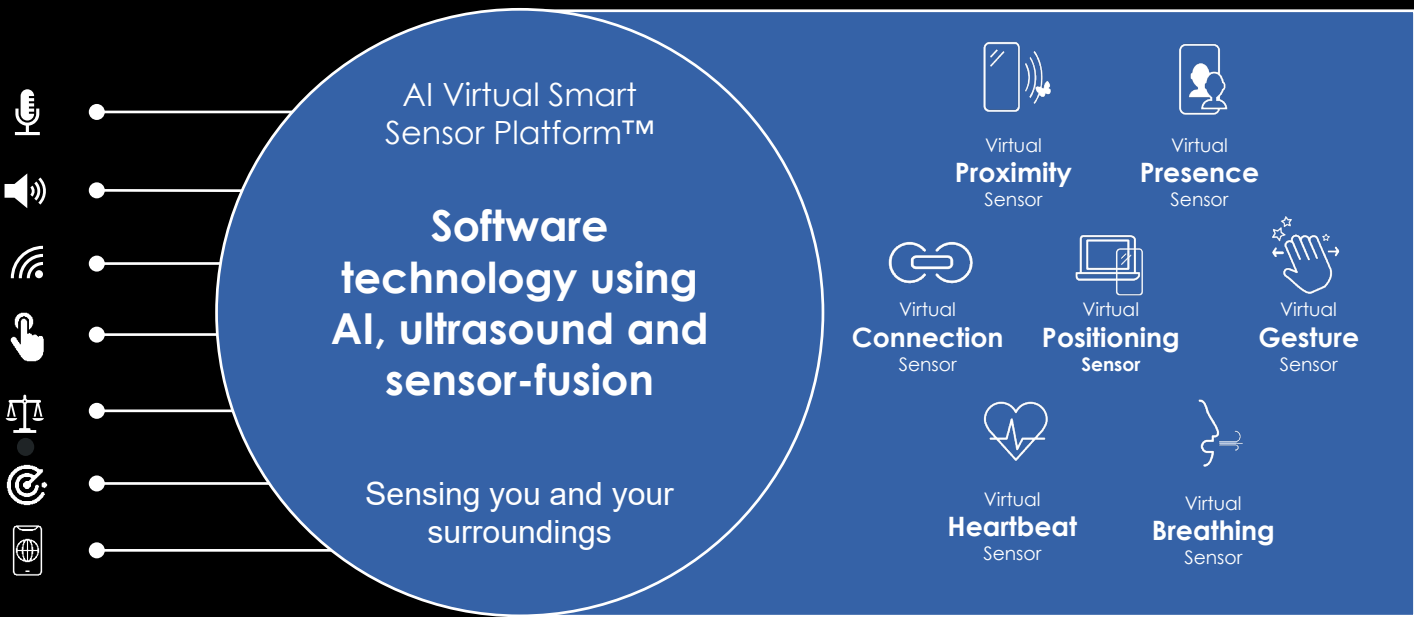 AI Virtual Smart
Sensor Platform™
Software
technology using
AI, ultrasound and
sensor-fusion
Sensing you and your
surroundings
Virtual
Proximity
Sensor
Virtual
Presence
Sensor
Virtual
Connection
Sensor
Virtual
Positioning
Sensor
Virtual
Gesture
Sensor
Virtual
Heartbeat
Sensor
Virtual
Breathing
Sensor